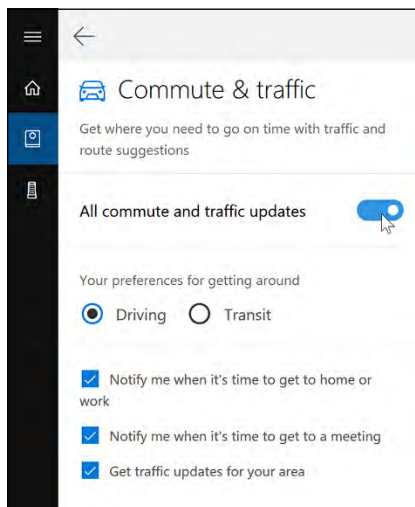 Commute & traffic
Get where you need to go on time with traffic and
route suggestions
All commute and traffic updates
Your preferences for getting around
Driving Transit
Notify me when it's time to get to home or
work
Notify me when it's time to get to a meeting
Get traffic updates for your area